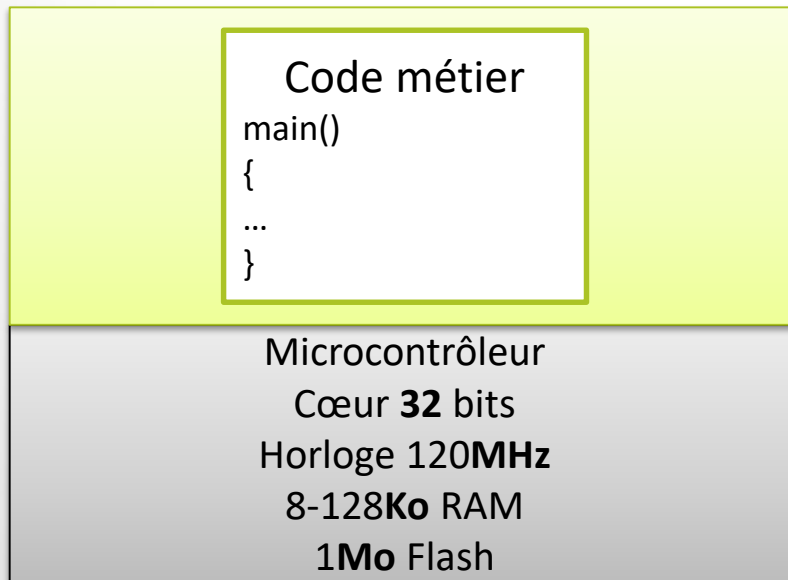 Code métier
main()
{
...
}
Microcontrôleur
Cœur 32 bits
Horloge 120MHz
8-128Ko RAM
1Mo Flash